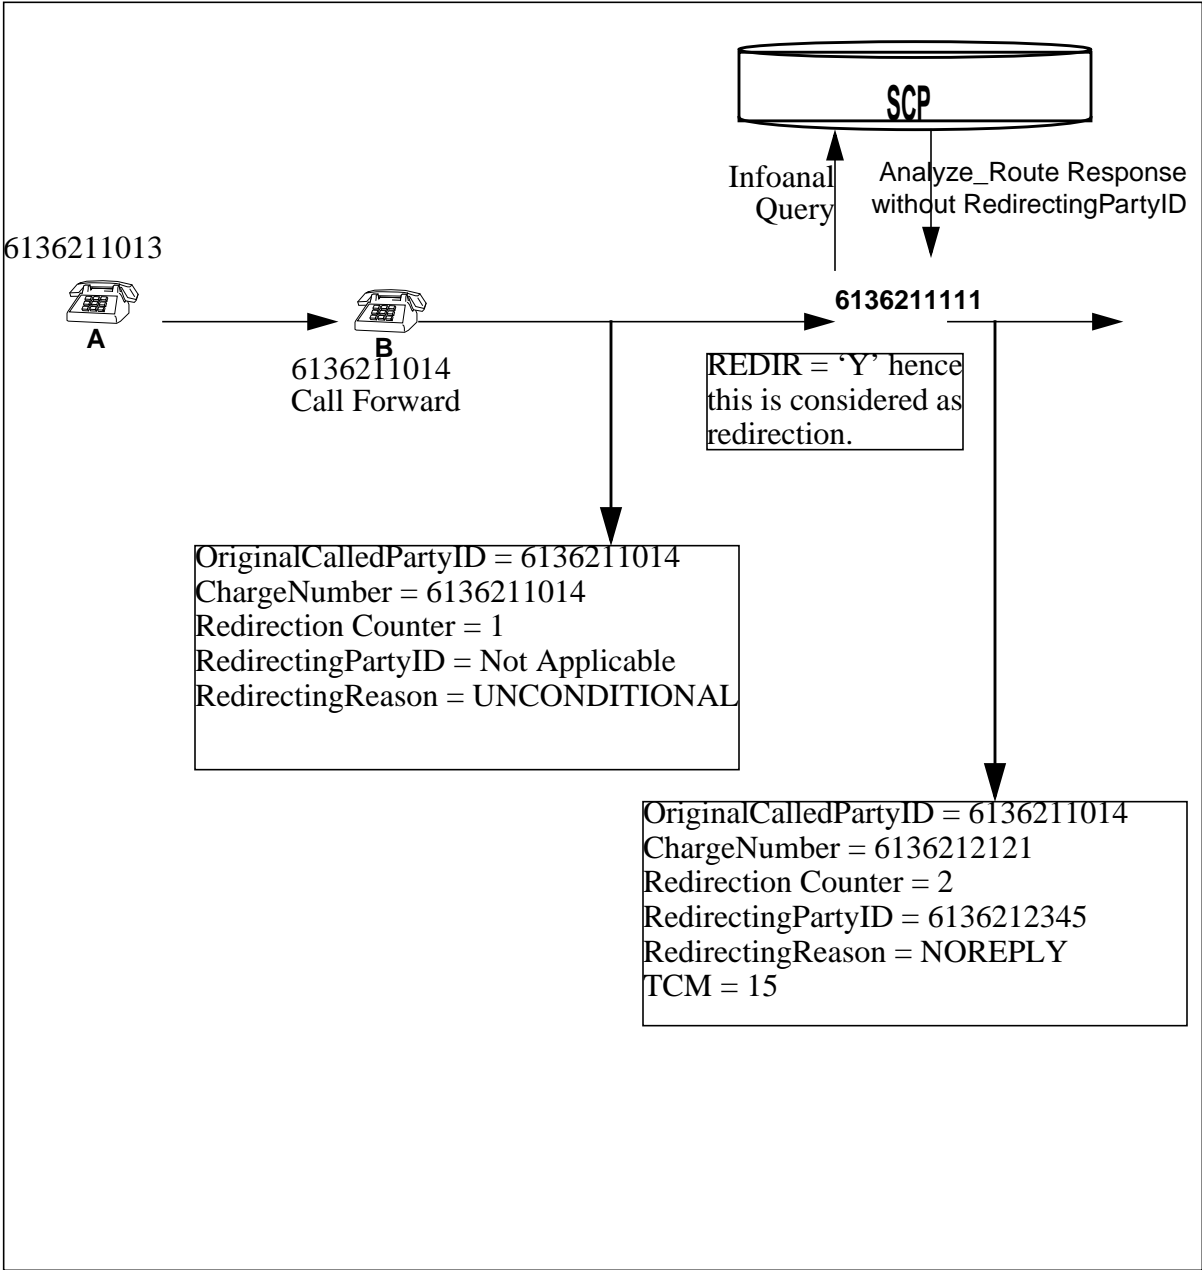 SCP
Infoanal
Query
Analyze_Route Response
without RedirectingPartyID
6136211013
A
B
6136211014
Call Forward
6136211111
REDIR = ‘Y’ hence
this is considered as
redirection.
OriginalCalledPartyID = 6136211014
ChargeNumber = 6136211014
Redirection Counter = 1
RedirectingPartyID = Not Applicable
RedirectingReason = UNCONDITIONAL
OriginalCalledPartyID = 6136211014
ChargeNumber = 6136212121
Redirection Counter = 2
RedirectingPartyID = 6136212345
RedirectingReason = NOREPLY
TCM = 15